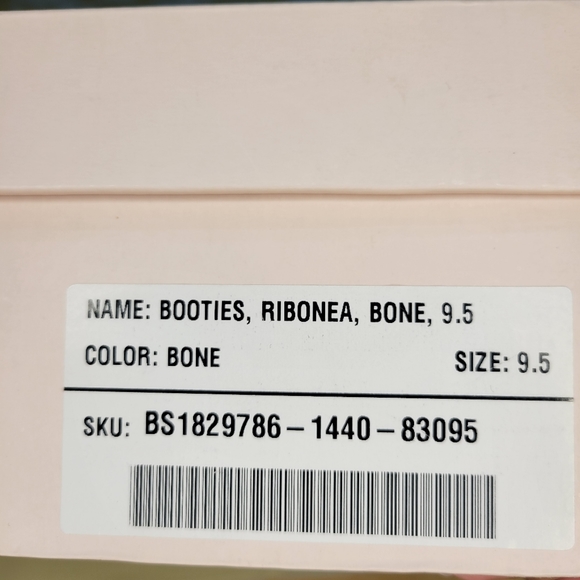 NAME: BOOTIES, RIBONEA, BONE, 9.5
COLOR: BONE SIZE: 9.5
SKU: BS1829786-1440-83095